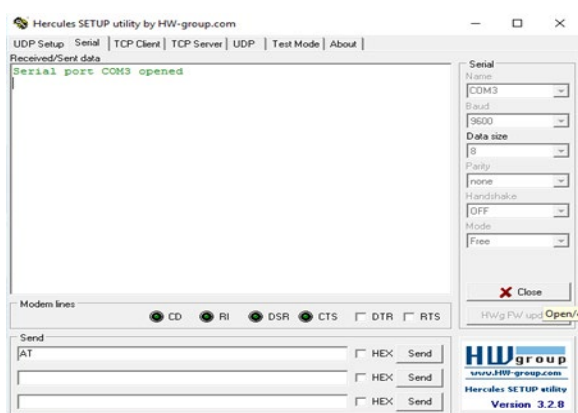 Hercules SETUP utility by HW-group.com
UDP Setup Serial TCP Client TCP Server UDP Test Mode About
Received/Sent data
Serial port COM3 opened
Serial
Name
COM3
Baud
9600
Data size
8
Parity
none
Handshake
OFF
Mode
Free
Close
HWg FW upd
Open/
Modem lines
CD RI DSR CTS DTR RTS
Send
AT
HEX Send
HEX Send
HEX Send
HWgroup
www.HW-group.com
Hercules SETUP utility
Version 3.2.8